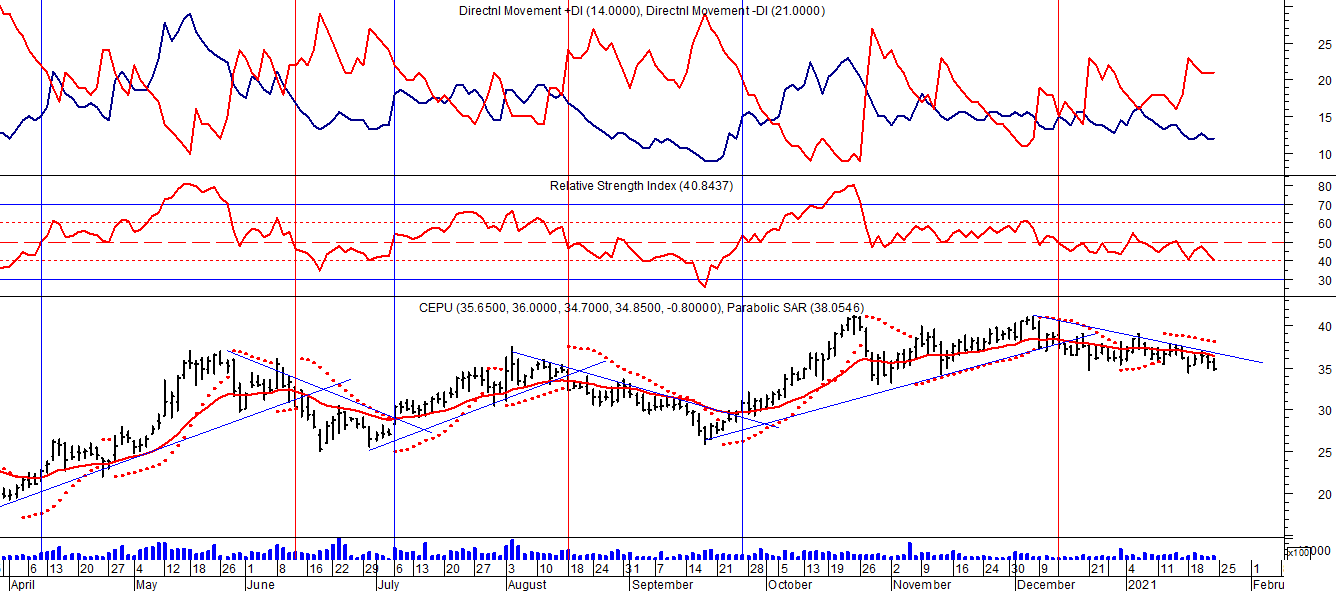 Directnl Movement +DI (14.0000), Directnl Movement -DI (21.0000)
25
20
15
10
Relative Strength Index (40.8437)
80
70
60
50
40
30
CEPU (35.6500, 36.0000, 34.7000, 34.8500, -0.80000), Parabolic SAR (38.0546)
40
35
30
25
20
x100
6 13 20 27 4 12 18 26 1 8 16 22 29 6 13 20 27 3 10 18 24 31 7 14 21 28 5 13 19 26 2 9 16 24 30 9 21 4 11 18 25 1
April May June July August September October November December 2021 Febru